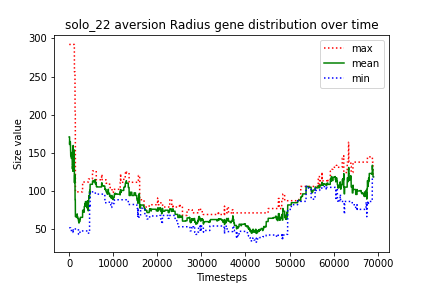 solo_22 aversion Radius gene distribution over time
300
250
200
150
100
50
Size value
max
mean
min
0 10000 20000 30000 40000 50000 60000 70000
Timesteps